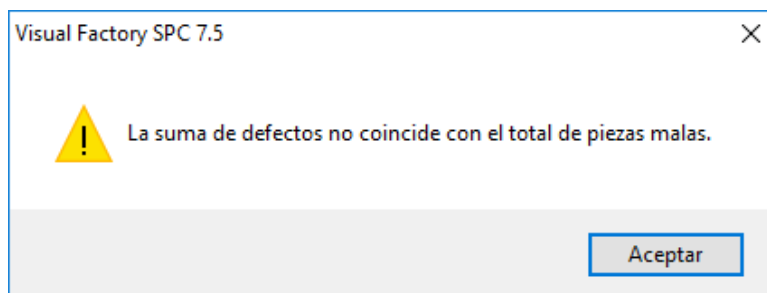 Visual Factory SPC 7.5
La suma de defectos no coincide con el total de piezas malas.
Aceptar